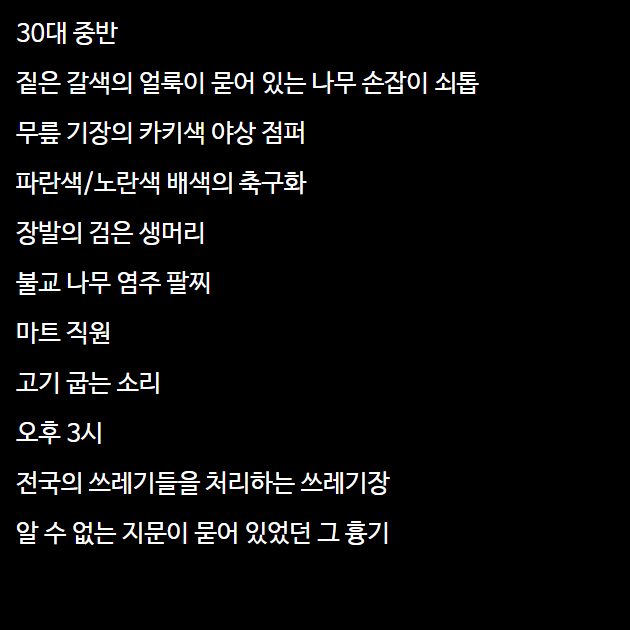 30대 중반
짙은 갈색의 얼룩이 묻어 있는 나무 손잡이 쇠톱
무릎 기장의 카키색 야상 점퍼
파란색/노란색 배색의 축구화
장발의 검은 생머리
불교 나무 염주 팔찌
마트 직원
고기 굽는 소리
오후 3시
전국의 쓰레기들을 처리하는 쓰레기장
알 수 없는 지문이 묻어 있었던 그 흉기